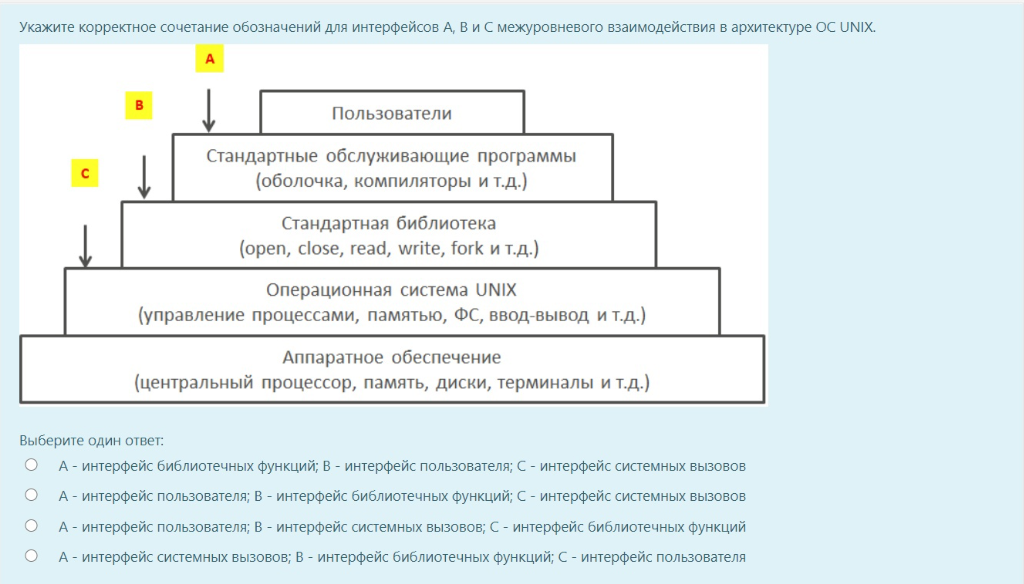 Укажите корректное сочетание обозначений для интерфейсов А, В и С межуровневого взаимодействия в архитектуре ОС UNIX.
A
B
Пользователи
Стандартные обслуживающие программы
C
(оболочка, компиляторы и т.д.)
Стандартная библиотека
(open, close, read, write, fork и т.д.)
Операционная система UNIX
(управление процессами, памятью, ФС, ввод-вывод и т.д.)
Аппаратное обеспечение
(центральный процессор, память, диски, терминалы и т.д.)
Выберите один ответ:
А - интерфейс библиотечных функций; В - интерфейс пользователя; С - интерфейс системных вызовов
А - интерфейс пользователя; В - интерфейс библиотечных функций; С - интерфейс системных вызовов
А - интерфейс пользователя; В - интерфейс системных вызовов; С - интерфейс библиотечных функций
А - интерфейс системных вызовов; В - интерфейс библиотечных функций; С - интерфейс пользователя